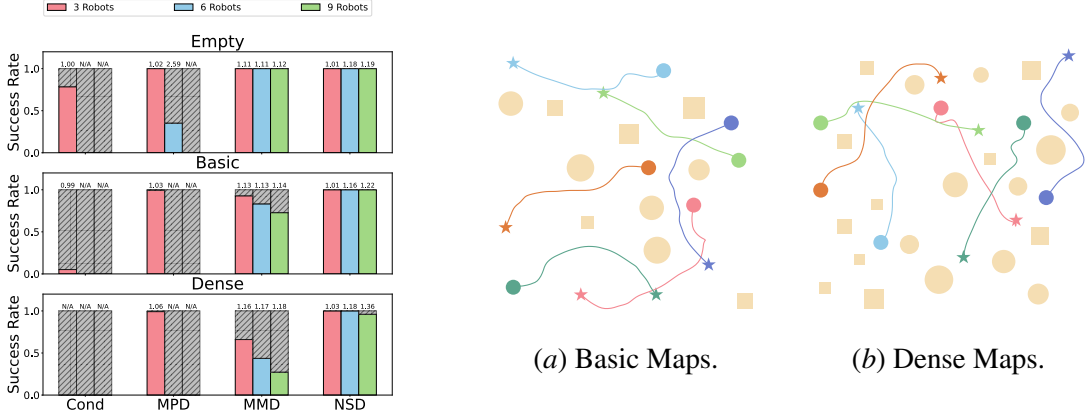 3 Robots 6 Robots 9 Robots
Empty
1.00 N/A N/A 1.02 2.59 N/A 1.11 1.11 1.12 1.01 1.18 1.19
Success Rate
1.0
0.5
0.0
Basic
0.99 N/A N/A 1.03 N/A N/A 1.13 1.13 1.14 1.01 1.16 1.22
Success Rate
1.0
0.5
0.0
Dense
N/A N/A N/A 1.06 N/A N/A 1.16 1.17 1.18 1.03 1.18 1.36
Success Rate
1.0
0.5
0.0
Cond MPD MMD NSD
(a) Basic Maps.
(b) Dense Maps.